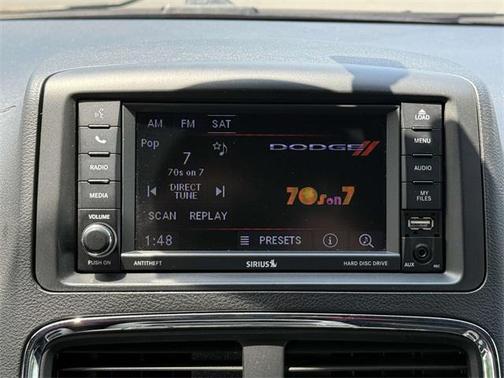 AM FM SAT
Pop
7
70s on 7
DODGE
DIRECT
TUNE
70s on 7
SCAN REPLAY
1:48
PRESETS
RADIO
MEDIA
VOLUME
PUSH ON
LOAD
MENU
AUDIO
MY
FILES
AUX
ANTITHEFT
SIRIUS
HARD DISC DRIVE